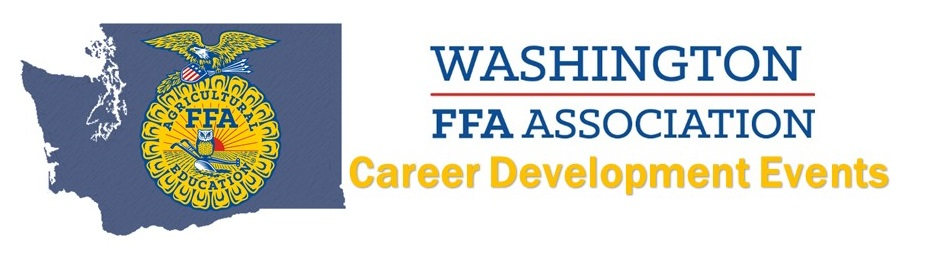 AGRICULTURAL
FFA
EDUCATION
WASHINGTON
FFA ASSOCIATION
Career Development Events